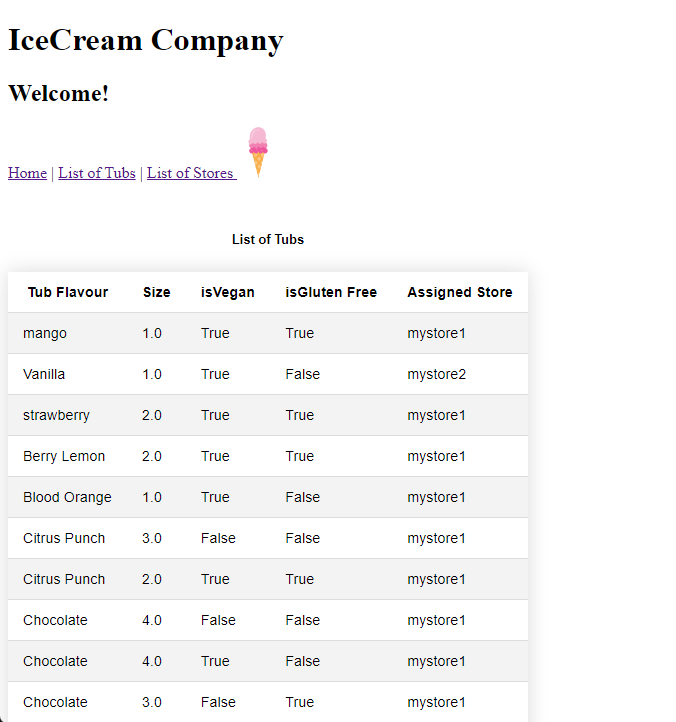 IceCream Company
Welcome!
Home | List of Tubs | List of Stores
List of Tubs
Tub Flavour Size isVegan isGluten Free Assigned Store
mango 1.0 True True mystore1
Vanilla 1.0 True False mystore2
strawberry 2.0 True True mystore1
Berry Lemon 2.0 True True mystore1
Blood Orange 1.0 True False mystore1
Citrus Punch 3.0 False False mystore1
Citrus Punch 2.0 True True mystore1
Chocolate 4.0 False False mystore1
Chocolate 4.0 True False mystore1
Chocolate 3.0 False True mystore1